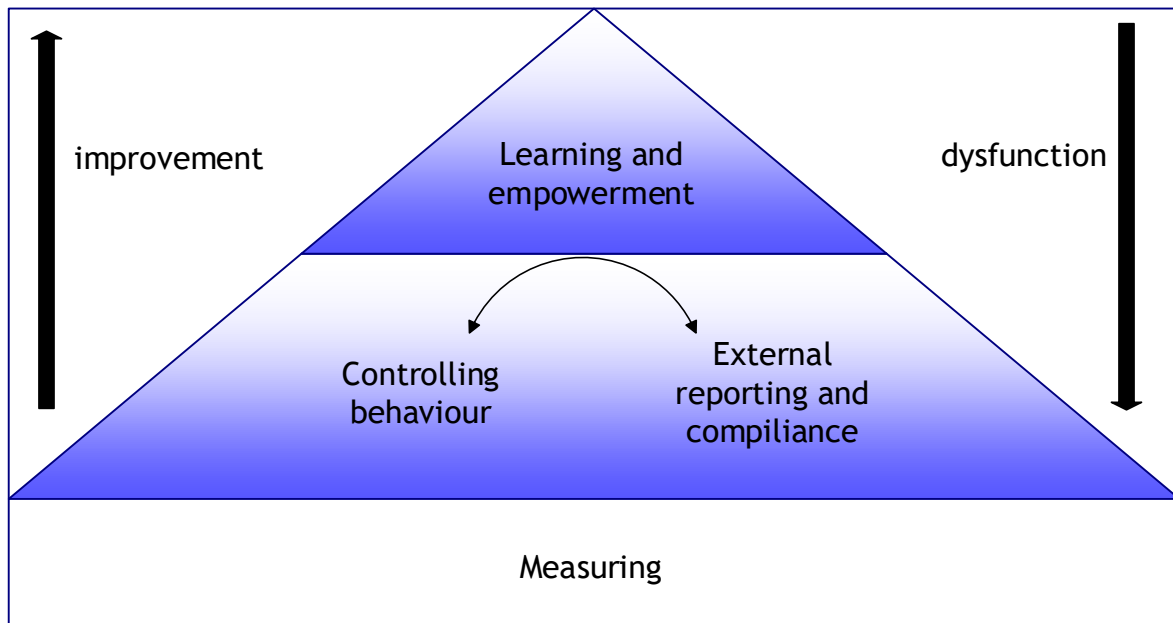 improvement
Learning and
empowerment
dysfunction
Controlling
behaviour
External
reporting and
compiliance
Measuring